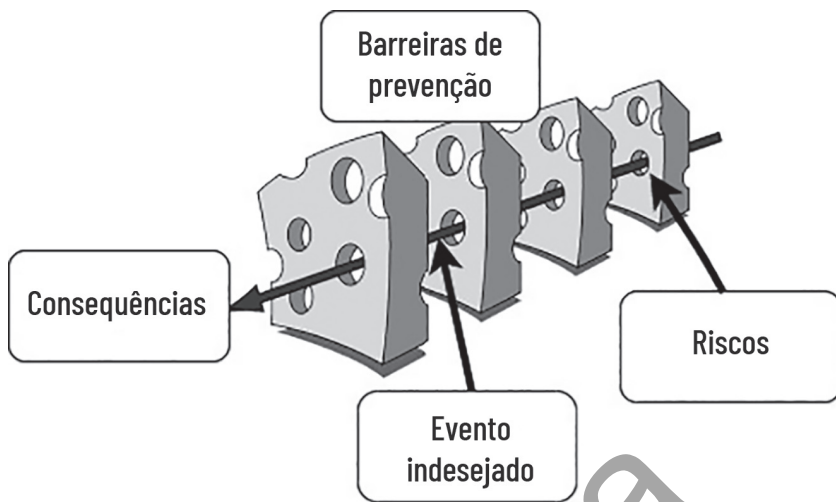 Barreiras de
prevenção
Consequências
Riscos
Evento
indesejado